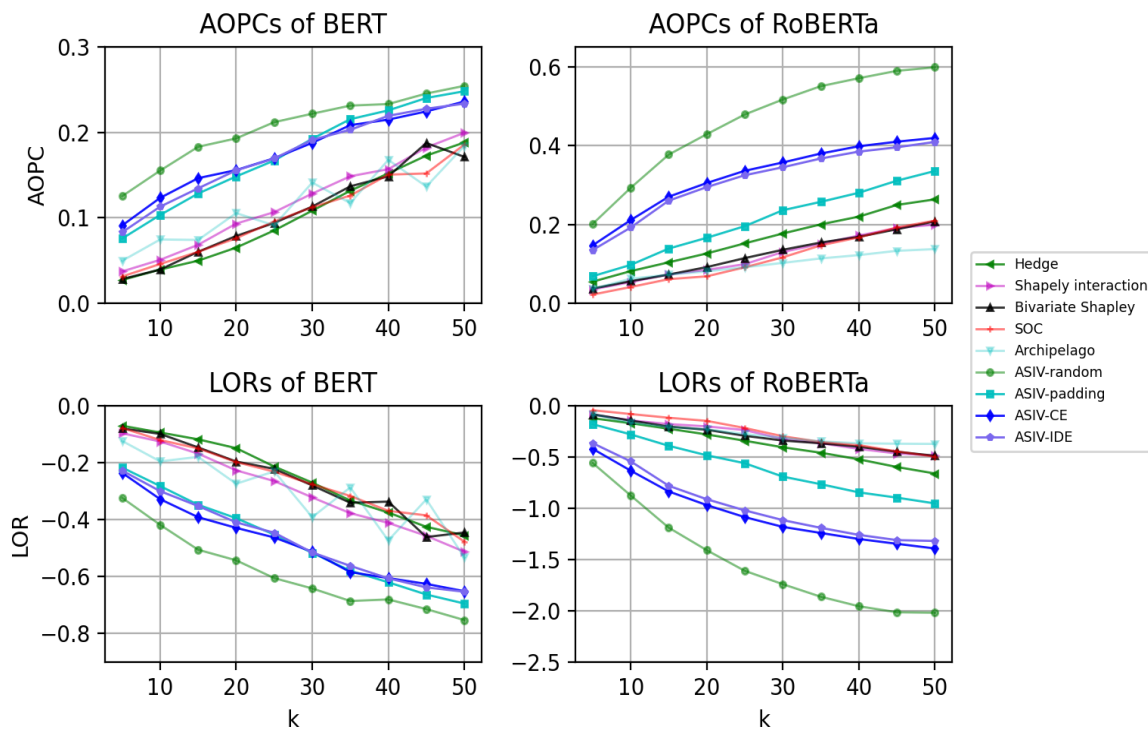 AOPCs of BERT
AOPCs of RoBERTa
AOPC
0.3
0.2
0.1
0.0
10 20 30 40 50
0.6
0.4
0.2
0.0
10 20 30 40 50
LORs of BERT
LORs of RoBERTa
LOR
0.0
−0.2
−0.4
−0.6
−0.8
10 20 30 40 50
k
0.0
−0.5
−1.0
−1.5
−2.0
−2.5
10 20 30 40 50
k
Hedge
Shapely interaction
Bivariate Shapley
SOC
Archipelago
ASIV-random
ASIV-padding
ASIV-CE
ASIV-IDE